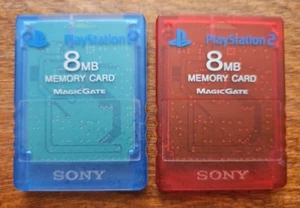 PlayStation 2
8MB
MEMORY CARD
MAGICGATE
SONY
PlayStation 2
8MB
MEMORY CARD
MAGICGATE
SONY